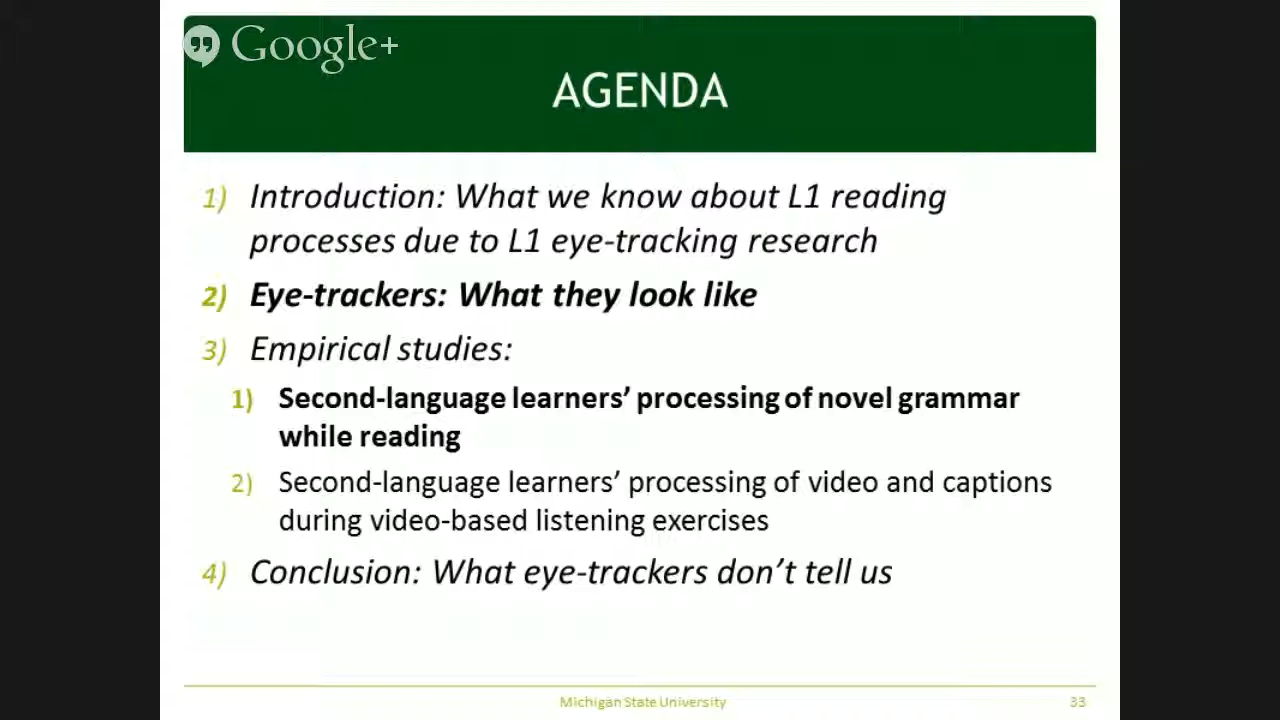 Google+
AGENDA
1) Introduction: What we know about L1 reading
processes due to L1 eye-tracking research
2) Eye-trackers: What they look like
3) Empirical studies:
1) Second-language learners’ processing of novel grammar
while reading
2) Second-language learners’ processing of video and captions
during video-based listening exercises
4) Conclusion: What eye-trackers don’t tell us
Michigan State University
33